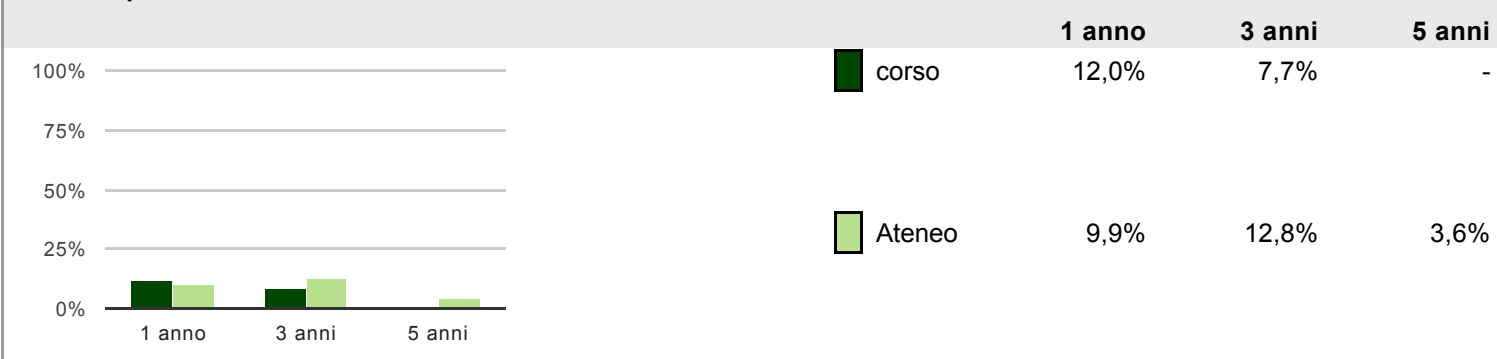 1 anno 3 anni 5 anni
100%
75%
50%
25%
0%
1 anno 3 anni 5 anni
corso 12,0% 7,7% -
Ateneo 9,9% 12,8% 3,6%